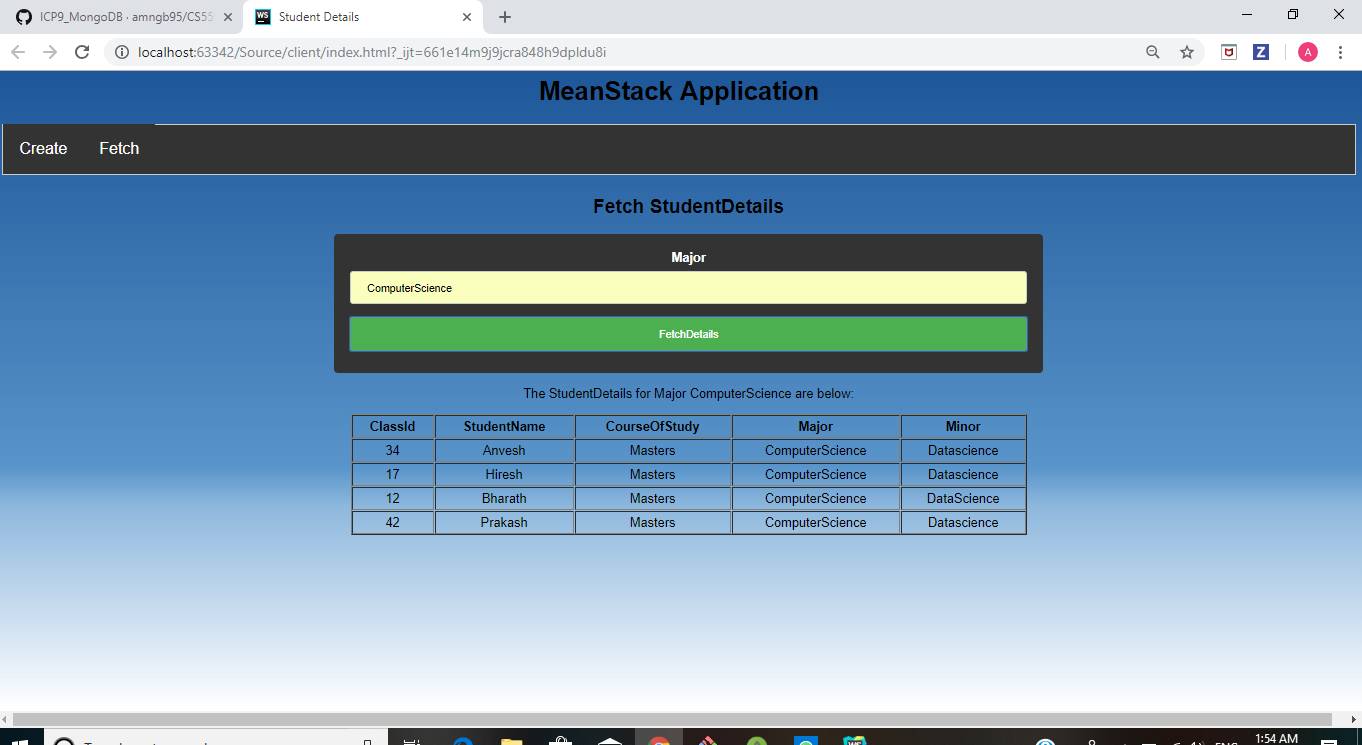 ICP9_MongoDB · amngb95/CS55
WS Student Details
localhost:63342/Source/client/index.html?_ijt=661e14m9j9jcra848h9dpldu8i
Z
A
MeanStack Application
Create Fetch
Fetch StudentDetails
Major
ComputerScience
FetchDetails
The StudentDetails for Major ComputerScience are below:
ClassId StudentName CourseOfStudy Major Minor
34 Anvesh Masters ComputerScience Datascience
17 Hiresh Masters ComputerScience Datascience
12 Bharath Masters ComputerScience DataScience
42 Prakash Masters ComputerScience Datascience
1:54 AM